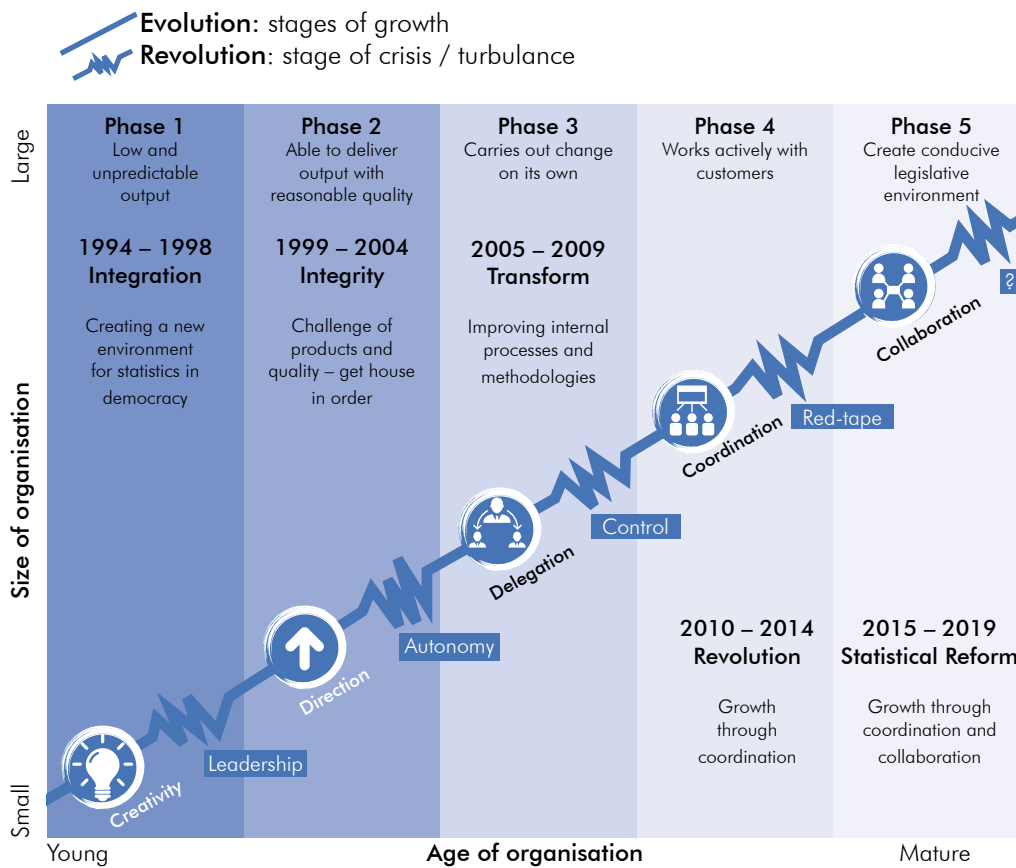 Evolution: stages of growth
Revolution: stage of crisis / turbulance
Large
Phase 1
Low and
unpredictable
output
1994 – 1998
Integration
Creating a new
environment
for statistics in
democracy
Phase 2
Able to deliver
output with
reasonable quality
1999 – 2004
Integrity
Challenge of
products and
quality – get house
in order
Phase 3
Carries out change
on its own
2005 – 2009
Transform
Improving internal
processes and
methodologies
Phase 4
Works actively with
customers
Phase 5
Create conducive
legislative
environment
?
Collaboration
Red-tape
Coordination
Control
Delegation
Autonomy
Direction
Leadership
Creativity
2010 – 2014
Revolution
Growth
through
coordination
2015 – 2019
Statistical Reform
Growth through
coordination and
collaboration
Size of organisation
Small
Young
Age of organisation
Mature